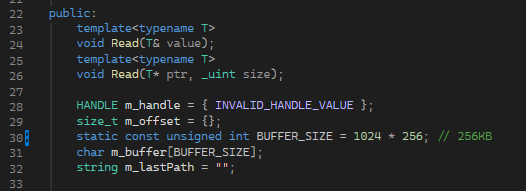 21
22 public:
23 template<typename T>
24 void Read(T& value);
25 template<typename T>
26 void Read(T* ptr, _uint size);
27
28 HANDLE m_handle = { INVALID_HANDLE_VALUE };
29 size_t m_offset = {};
30 static const unsigned int BUFFER_SIZE = 1024 * 256; // 256KB
31 char m_buffer[BUFFER_SIZE];
32 string m_lastPath = "";
33